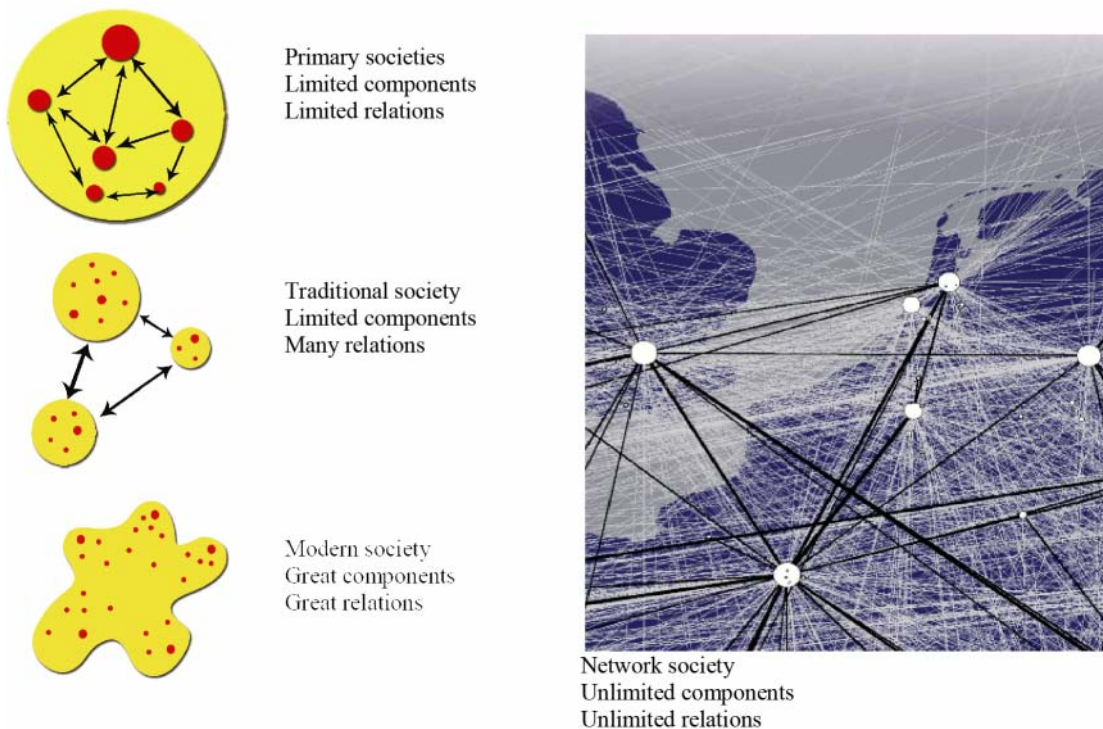 Primary societies
Limited components
Limited relations
Traditional society
Limited components
Many relations
Modern society
Great components
Great relations
Network society
Unlimited components
Unlimited relations